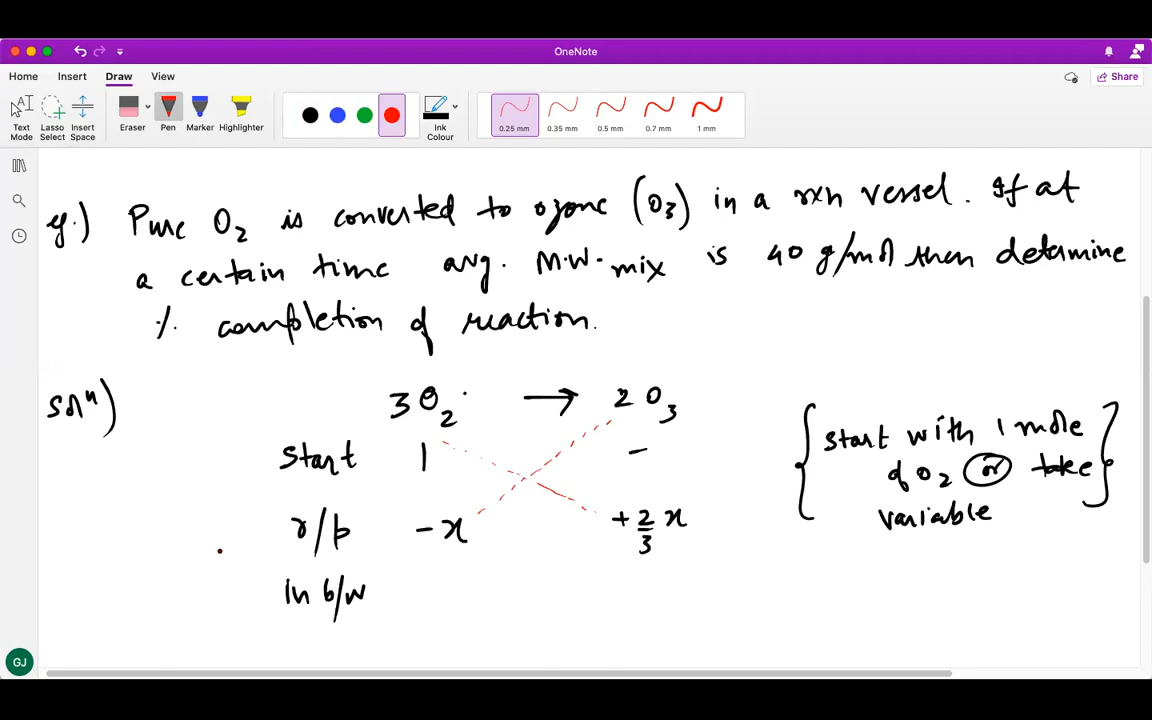 OneNote
Home Insert Draw View
Share
Text Mode
Lasso Select
Insert Space
Eraser
Pen
Marker
Highlighter
Ink Colour
0.25 mm
0.35 mm
0.5 mm
0.7 mm
1 mm
eg.) Pure O2 is converted to ozone (O3) in a rxn vessel. If at
a certain time avg. M.W.mix is 40 g/mol then determine
% completion of reaction.
Soln) 3O2 → 2O3
start 1 –
r/p -x +2/3 x
In b/w
{start with 1 mole
of O2 or take
variable}
GJ